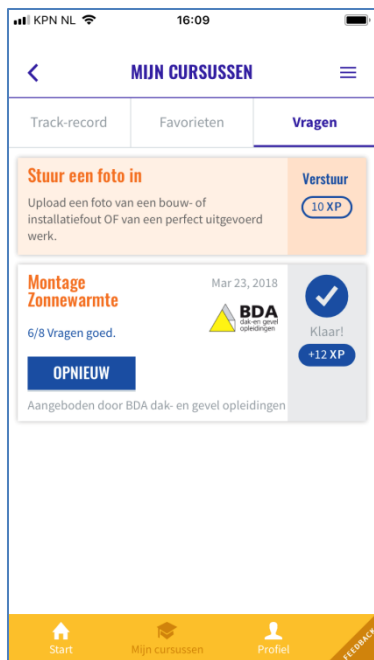 KPN NL 16:09
MIJN CURSUSSEN
Track-record Favorieten Vragen
Stuur een foto in
Upload een foto van een bouw- of
installatiefout OF van een perfect uitgevoerd
werk.
Verstuur
10 XP
Montage
Zonnewarmte
Mar 23, 2018
BDA
dak- en gevel
opleidingen
6/8 Vragen goed.
OPNIEUW
Aangeboden door BDA dak- en gevel opleidingen
Klaar!
+12 XP
Start Mijn cursussen Profiel
FEEDBACK